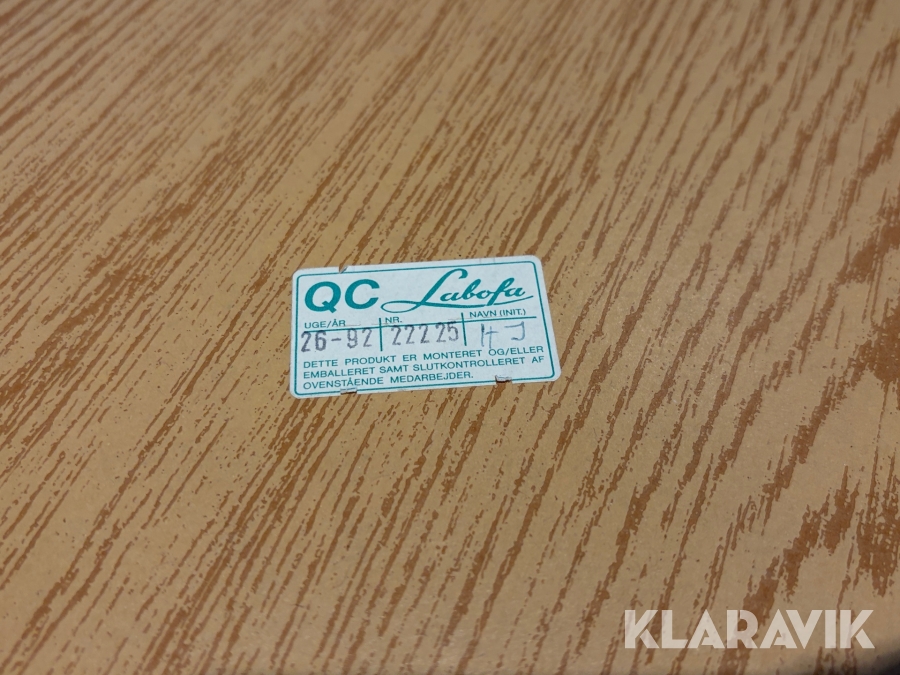 QC Labofa
UGE/ÅR NR. NAVN (INIT.)
26-92 22225 HJ
DETTE PRODUKT ER MONTERET OG/ELLER
EMBALLERET SAMT SLUTKONTROLLERET AF
OVENSTÅENDE MEDARBEJDER.
KLARAVIK